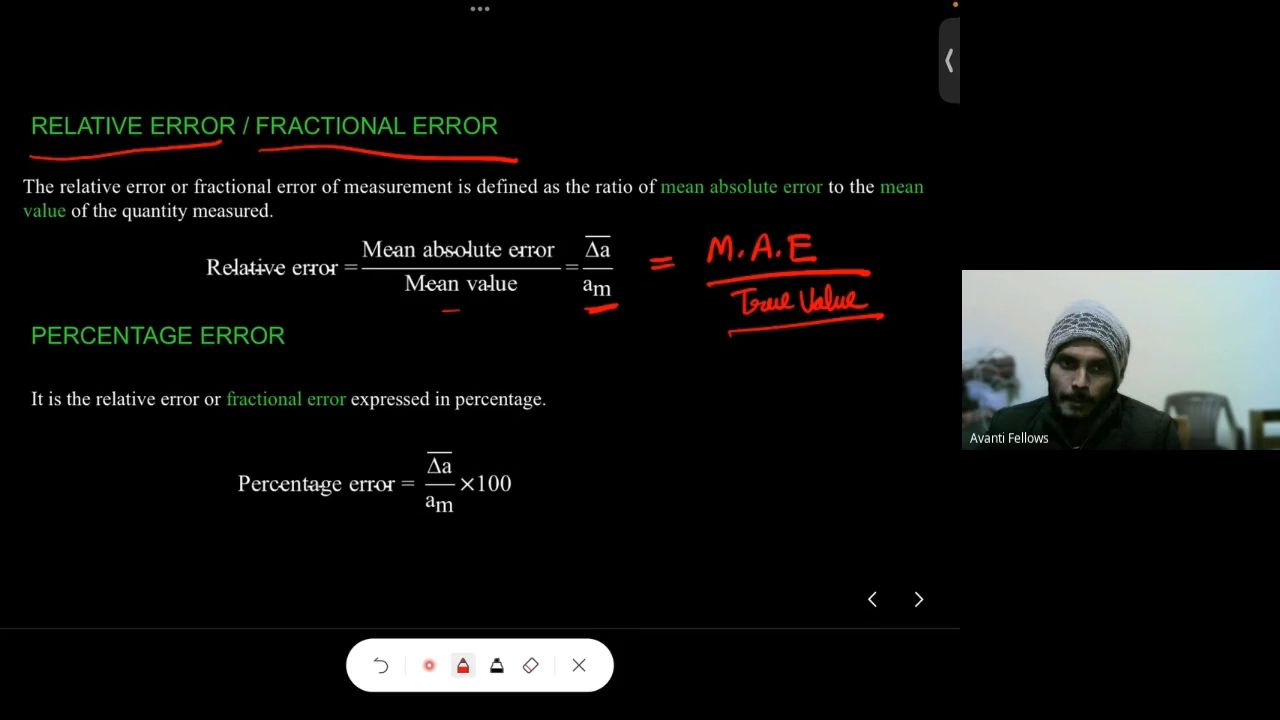 RELATIVE ERROR / FRACTIONAL ERROR
The relative error or fractional error of measurement is defined as the ratio of mean absolute error to the mean
value of the quantity measured.
Relative error = Mean absolute error / Mean value = Δa / am = M.A.E / True Value
PERCENTAGE ERROR
It is the relative error or fractional error expressed in percentage.
Percentage error = Δa / am ×100
Avanti Fellows